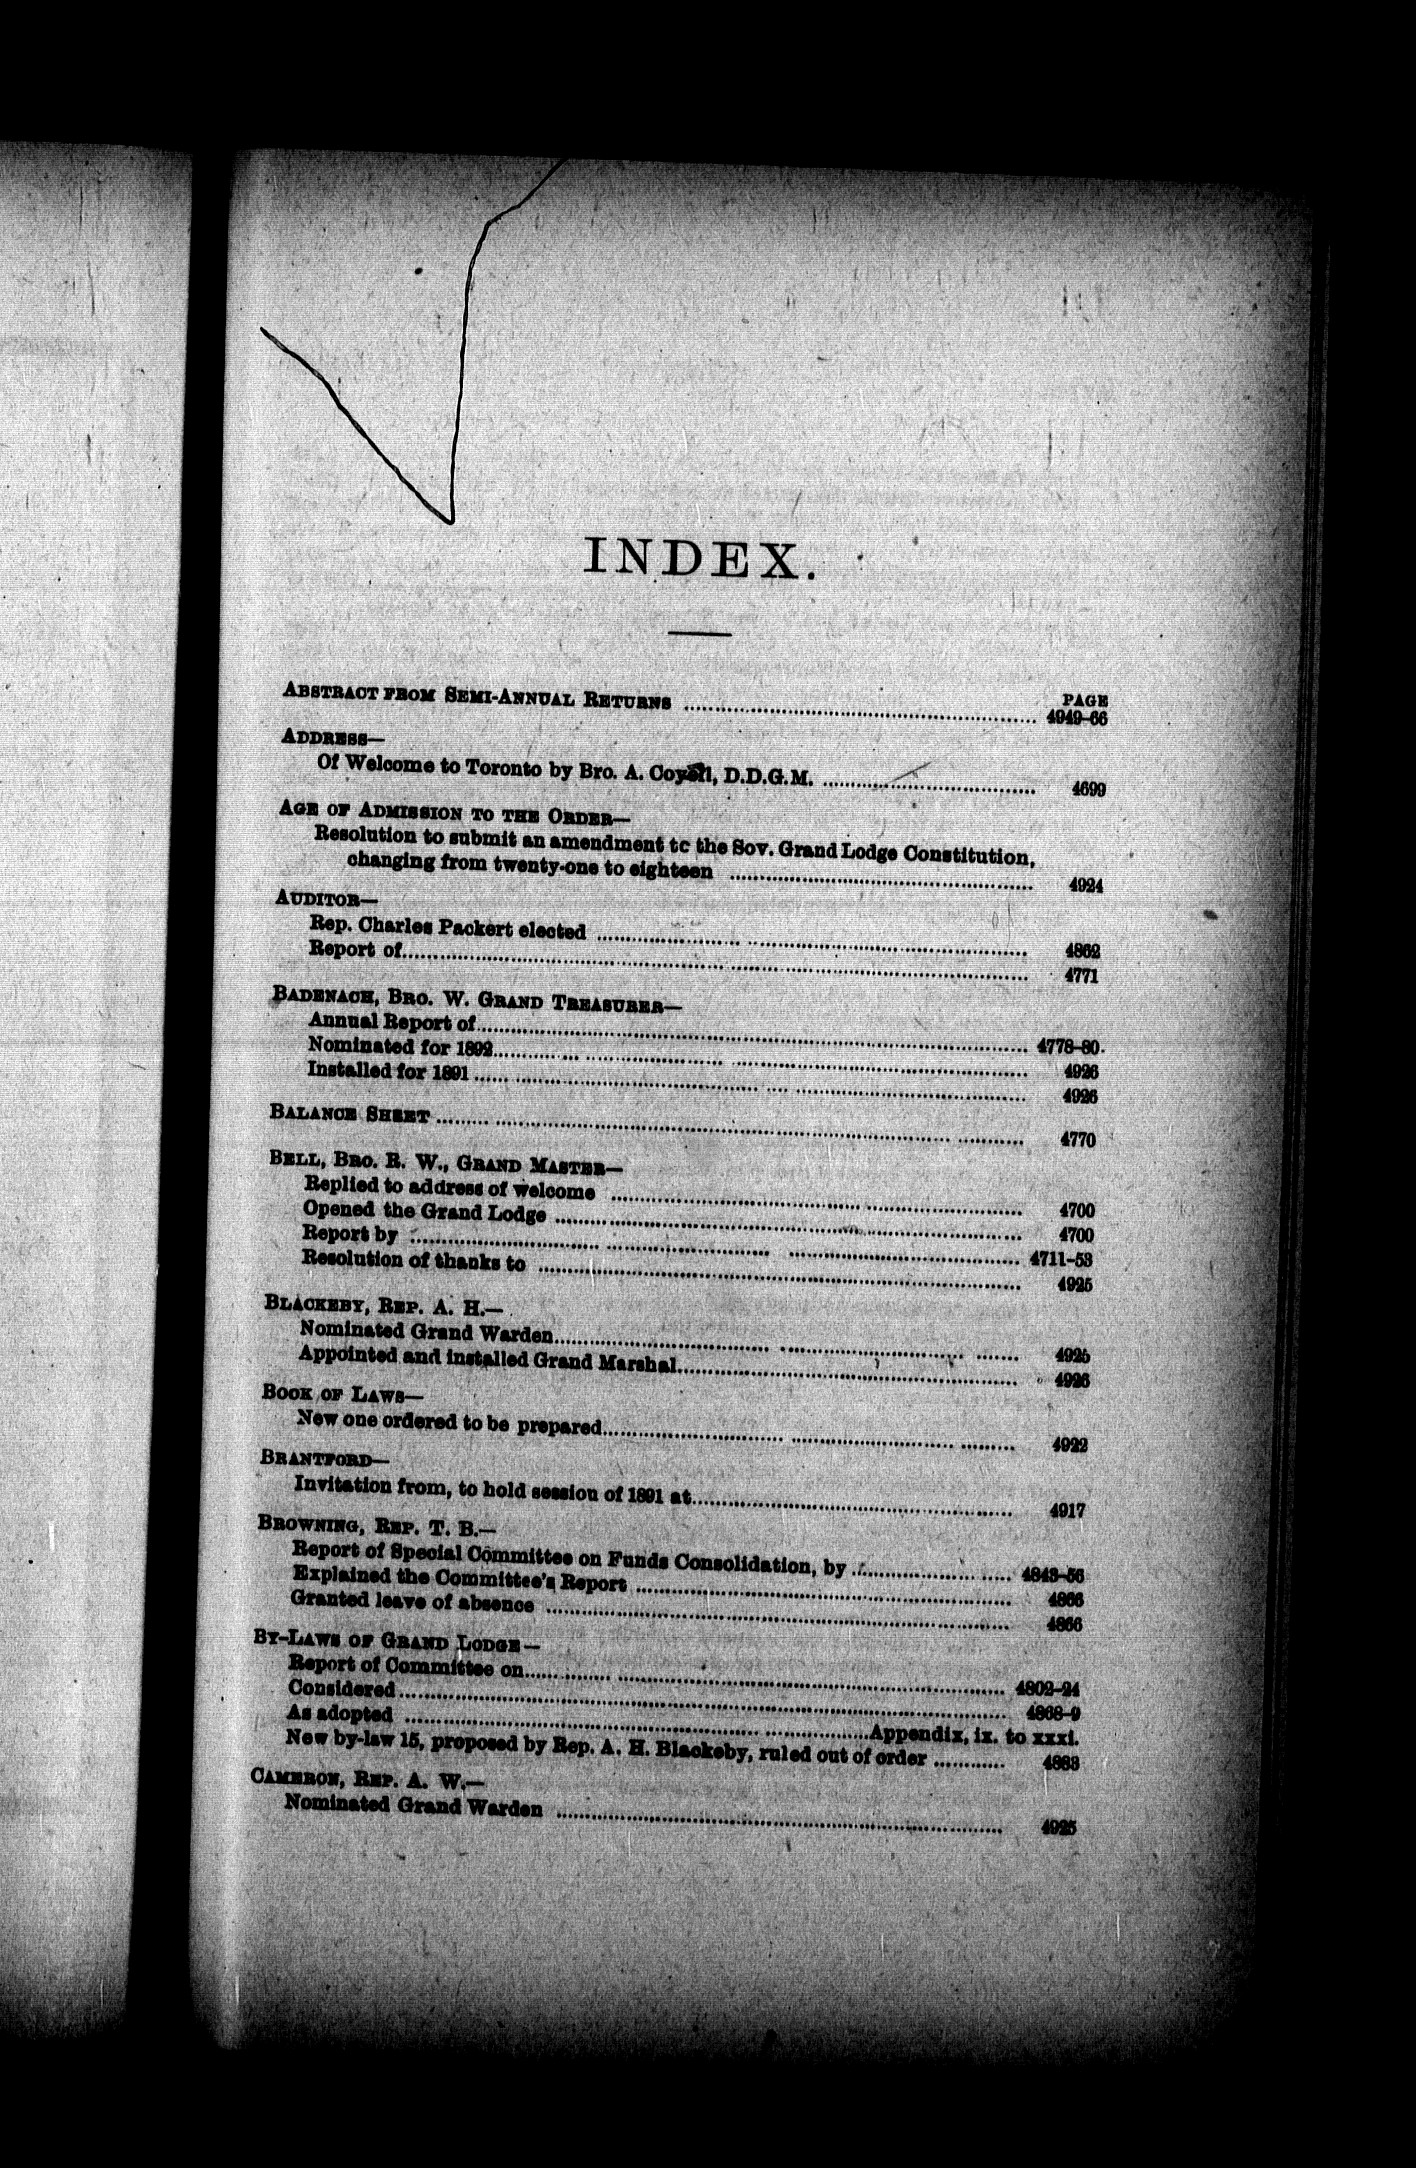 INDEX.
PAGE
ABSTRACT FROM SEMI-ANNUAL RETURNS ........ 4949-66
ADDRESS—
Of Welcome to Toronto by Bro. A. Coyell, D.D.G.M. ........ 4699
AGE OF ADMISSION TO THE ORDER—
Resolution to submit an amendment to the Sov. Grand Lodge Constitution,
changing from twenty-one to eighteen ........ 4924
AUDITOR—
Rep. Charles Packert elected ........ 4862
Report of ........ 4771
BADENACH, BRO. W. GRAND TREASURER—
Annual Report of ........ 4778-80
Nominated for 1892 ........ 4926
Installed for 1891 ........ 4926
BALANCE SHEET ........ 4770
BELL, BRO. R. W., GRAND MASTER—
Replied to address of welcome ........ 4700
Opened the Grand Lodge ........ 4700
Report by ........ 4711-53
Resolution of thanks to ........ 4925
BLACKEBY, REP. A. H.—
Nominated Grand Warden ........ 4925
Appointed and installed Grand Marshal ........ 4926
BOOK OF LAWS—
New one ordered to be prepared ........ 4922
BRANTFORD—
Invitation from, to hold session of 1891 at ........ 4917
BROWNING, REP. T. B.—
Report of Special Committee on Funds Consolidation, by ........ 4843-56
Explained the Committee's Report ........ 4866
Granted leave of absence ........ 4866
BY-LAWS OF GRAND LODGE—
Report of Committee on ........ 4802-24
Considered ........ 4868-9
As adopted ........ Appendix, ix. to xxxi.
New by-law 15, proposed by Rep. A. H. Blackeby, ruled out of order ........ 4868
CAMERON, REP. A. W.—
Nominated Grand Warden ........ 4925